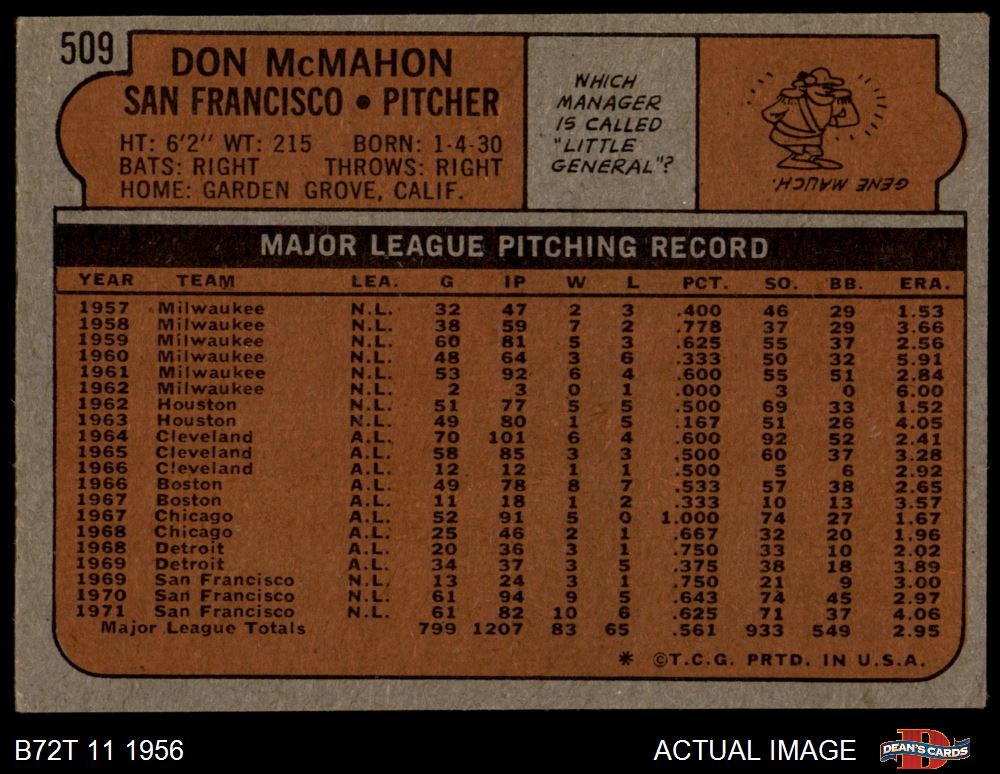 509
DON McMAHON
SAN FRANCISCO • PITCHER
HT: 6'2" WT: 215 BORN: 1-4-30
BATS: RIGHT THROWS: RIGHT
HOME: GARDEN GROVE, CALIF.
WHICH
MANAGER
IS CALLED
"LITTLE
GENERAL"?
GENE MAUCH.
MAJOR LEAGUE PITCHING RECORD
YEAR TEAM LEA. G IP W L PCT. SO. BB. ERA.
1957 Milwaukee N.L. 32 47 2 3 .400 46 29 1.53
1958 Milwaukee N.L. 38 59 7 2 .778 37 29 3.66
1959 Milwaukee N.L. 60 81 5 3 .625 55 37 2.56
1960 Milwaukee N.L. 48 64 3 6 .333 50 32 5.91
1961 Milwaukee N.L. 53 92 6 4 .600 55 51 2.84
1962 Milwaukee N.L. 2 3 0 1 .000 3 0 6.00
1962 Houston N.L. 51 77 5 5 .500 69 33 1.52
1963 Houston N.L. 49 80 1 5 .167 51 26 4.05
1964 Cleveland A.L. 70 101 6 4 .600 92 52 2.41
1965 Cleveland A.L. 58 85 3 3 .500 60 37 3.28
1966 Cleveland A.L. 12 12 1 1 .500 5 6 2.92
1966 Boston A.L. 49 78 8 7 .533 57 38 2.65
1967 Boston A.L. 11 18 1 2 .333 10 13 3.57
1967 Chicago A.L. 52 91 5 0 1.000 74 27 1.67
1968 Chicago A.L. 25 46 2 1 .667 32 20 1.96
1968 Detroit A.L. 20 36 3 1 .750 33 10 2.02
1969 Detroit A.L. 34 37 3 5 .375 38 18 3.89
1969 San Francisco N.L. 13 24 3 1 .750 21 9 3.00
1970 San Francisco N.L. 61 94 9 5 .643 74 45 2.97
1971 San Francisco N.L. 61 82 10 6 .625 71 37 4.06
Major League Totals 799 1207 83 65 .561 933 549 2.95
* ©T.C.G. PRTD. IN U.S.A.
B72T 11 1956 ACTUAL IMAGE DEAN'S CARDS